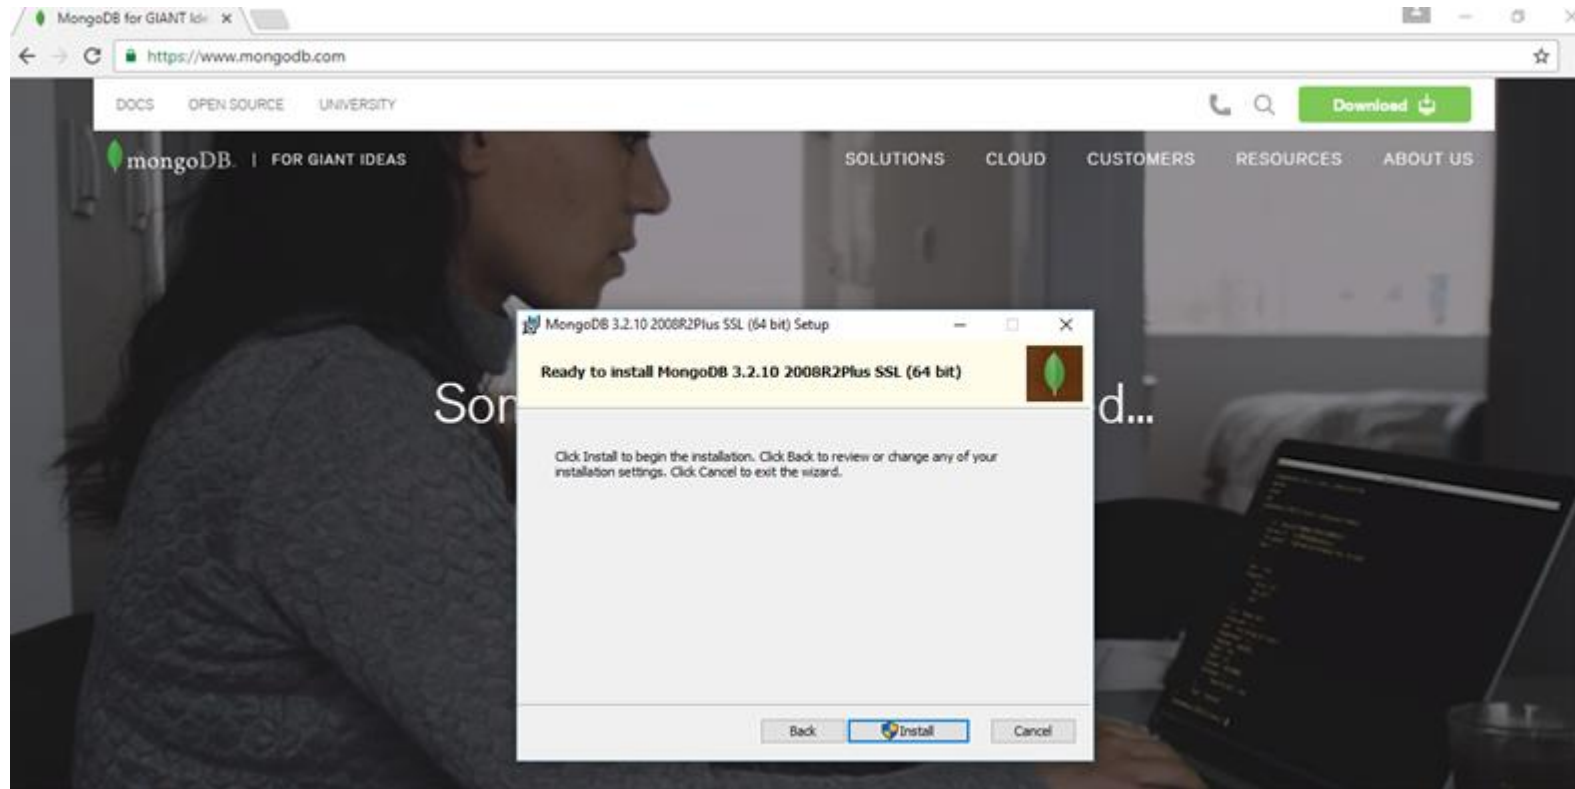 MongoDB for GIANT Ide
https://www.mongodb.com
DOCS OPEN SOURCE UNIVERSITY
Download
mongoDB. | FOR GIANT IDEAS
SOLUTIONS CLOUD CUSTOMERS RESOURCES ABOUT US
MongoDB 3.2.10 2008R2Plus SSL (64 bit) Setup
Ready to install MongoDB 3.2.10 2008R2Plus SSL (64 bit)
Click Install to begin the installation. Click Back to review or change any of your
installation settings. Click Cancel to exit the wizard.
Back Install Cancel